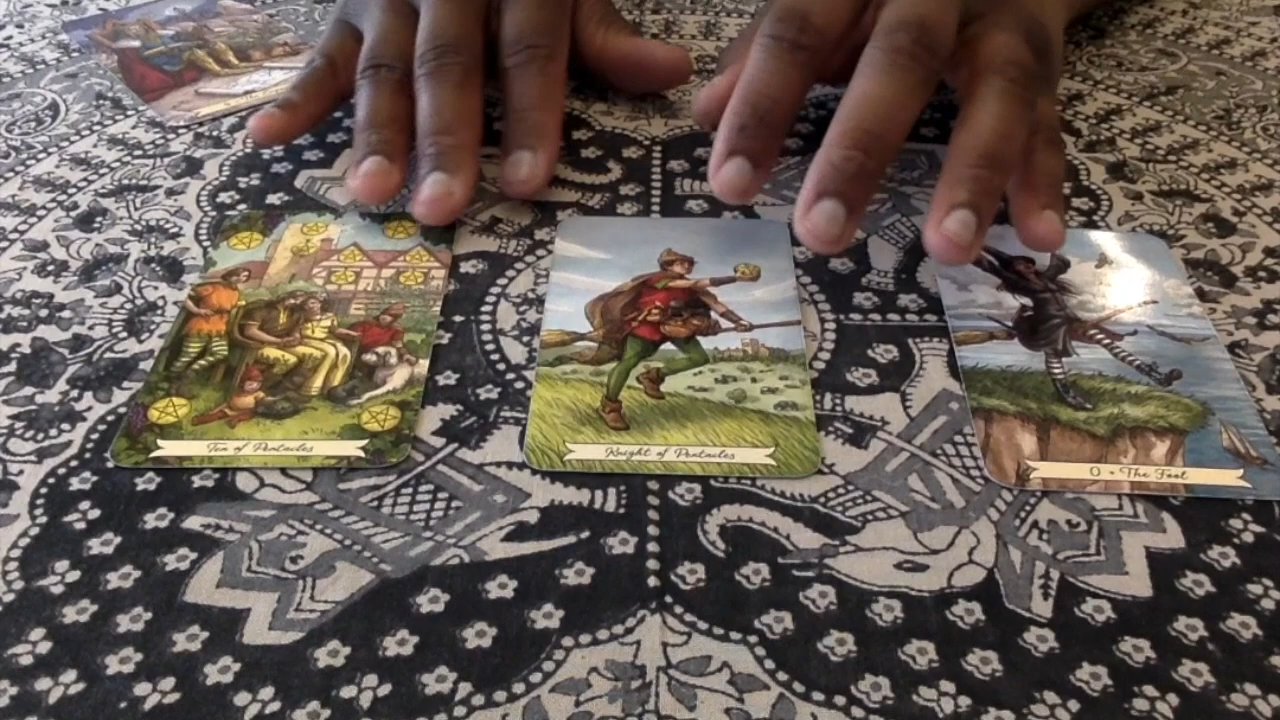 Ten of Pentacles
Knight of Pentacles
0 • The Fool